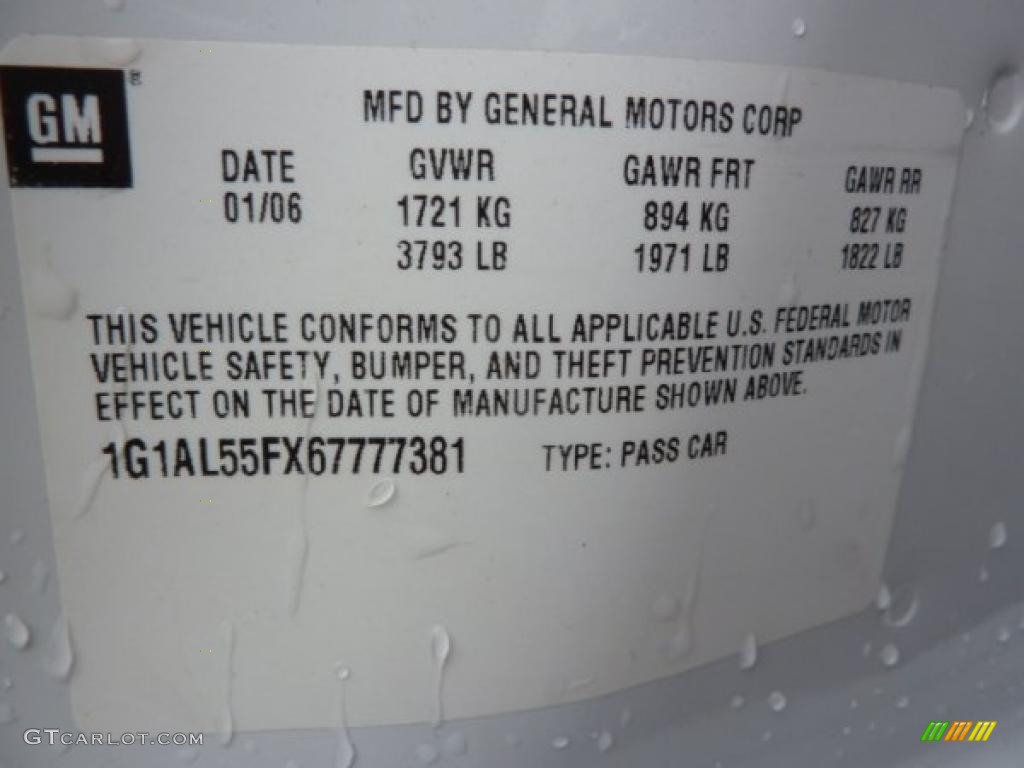 GM ®
MFD BY GENERAL MOTORS CORP
DATE GVWR GAWR FRT GAWR RR
01/06 1721 KG 894 KG 827 KG
3793 LB 1971 LB 1822 LB
THIS VEHICLE CONFORMS TO ALL APPLICABLE U.S. FEDERAL MOTOR
VEHICLE SAFETY, BUMPER, AND THEFT PREVENTION STANDARDS IN
EFFECT ON THE DATE OF MANUFACTURE SHOWN ABOVE.
1G1AL55FX67777381 TYPE: PASS CAR
GTCARLOT.COM